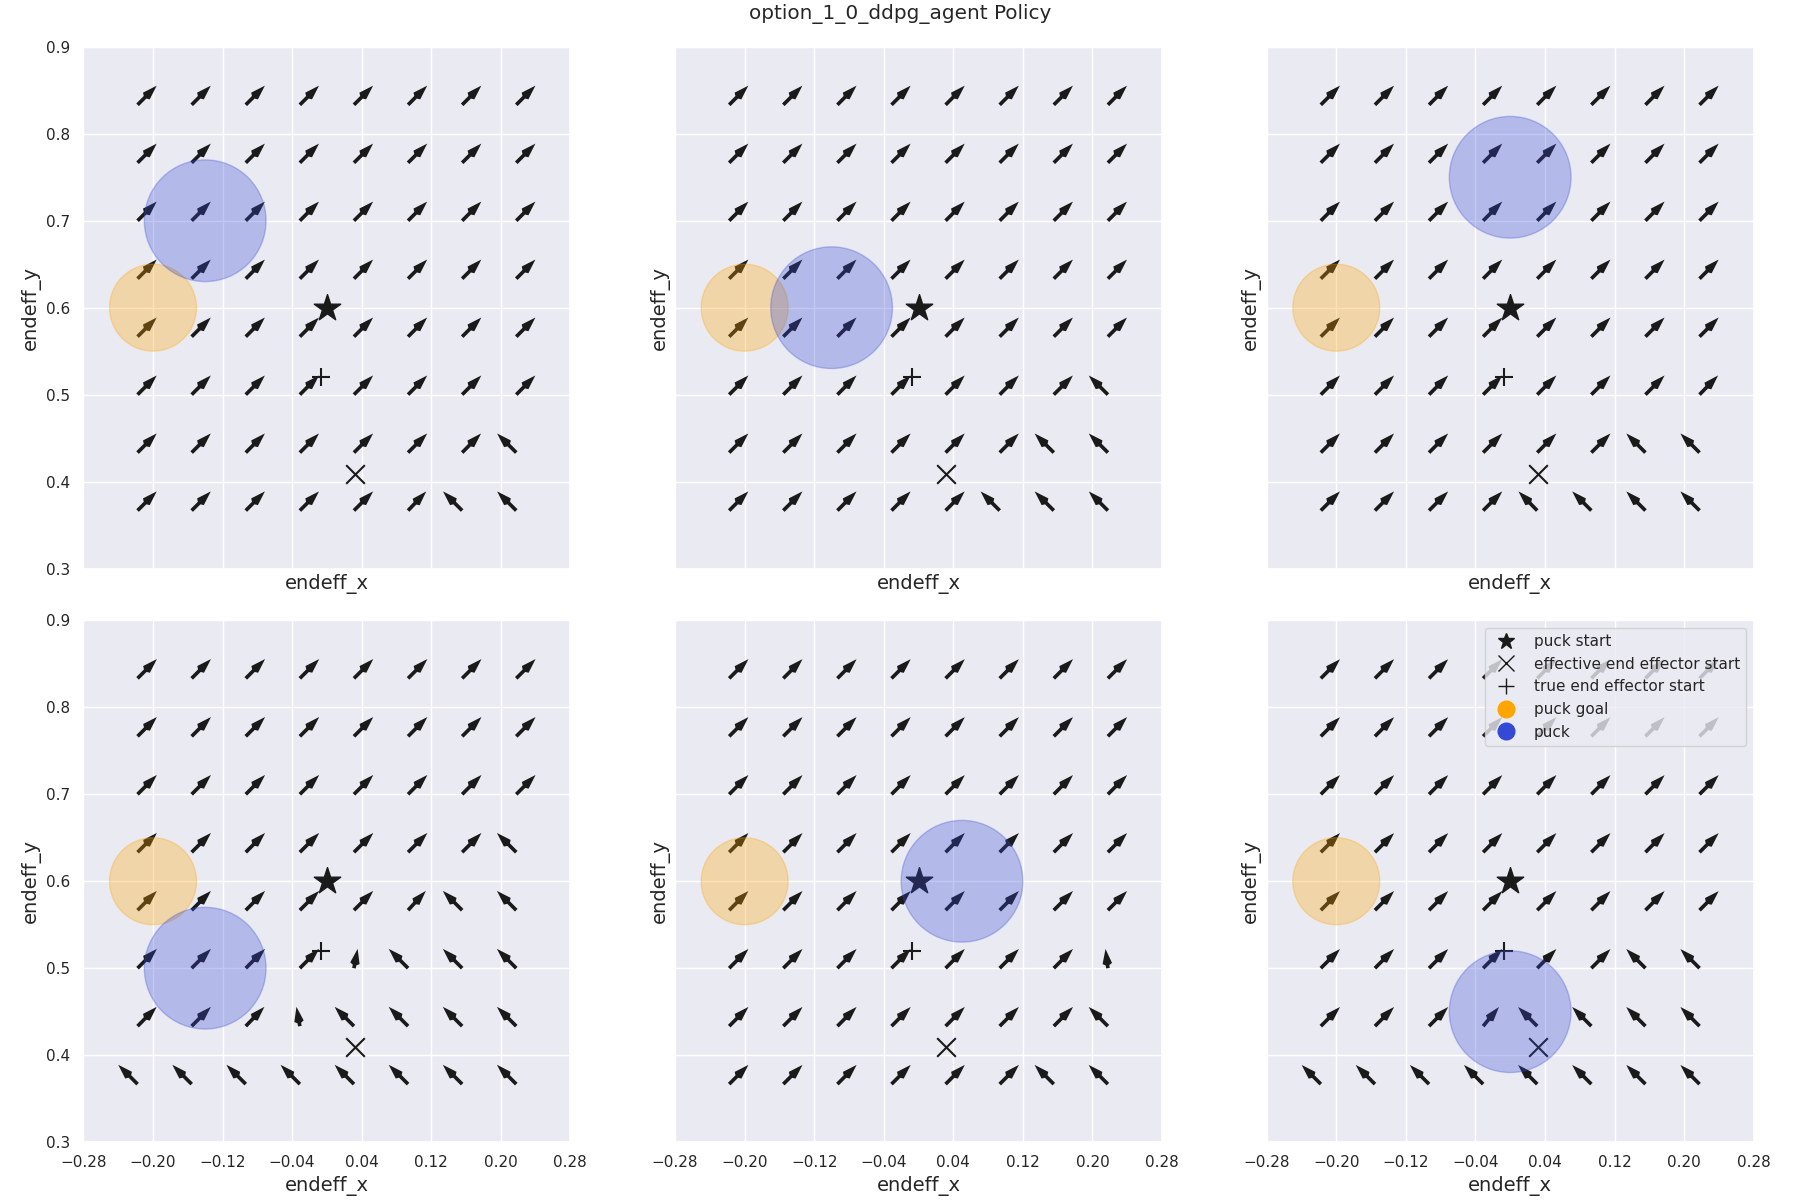 option_1_0_ddpg_agent Policy
0.9
0.8
0.7
0.6
0.5
0.4
0.3
endeff_y
endeff_x
endeff_y
endeff_x
endeff_y
endeff_x
0.9
0.8
0.7
0.6
0.5
0.4
0.3
endeff_y
−0.28 −0.20 −0.12 −0.04 0.04 0.12 0.20 0.28
endeff_x
endeff_y
−0.28 −0.20 −0.12 −0.04 0.04 0.12 0.20 0.28
endeff_x
puck start
effective end effector start
true end effector start
puck goal
puck
endeff_y
−0.28 −0.20 −0.12 −0.04 0.04 0.12 0.20 0.28
endeff_x